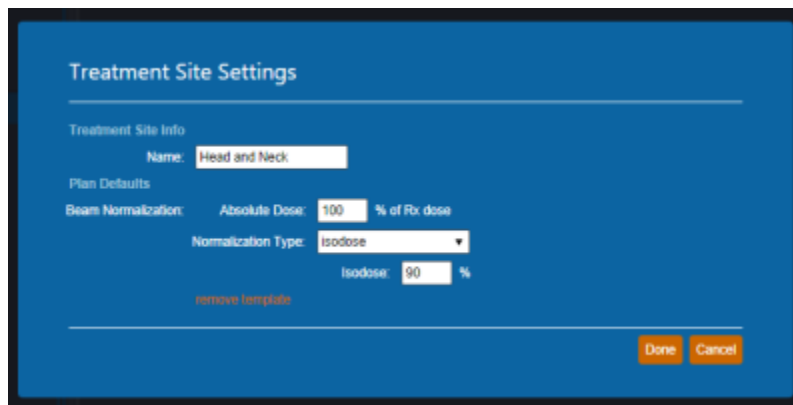 Treatment Site Settings
Treatment Site Info
Name: Head and Neck
Plan Defaults
Beam Normalization: Absolute Dose: 100 % of Rx dose
Normalization Type: isodose
Isodose: 90 %
remove template
Done Cancel